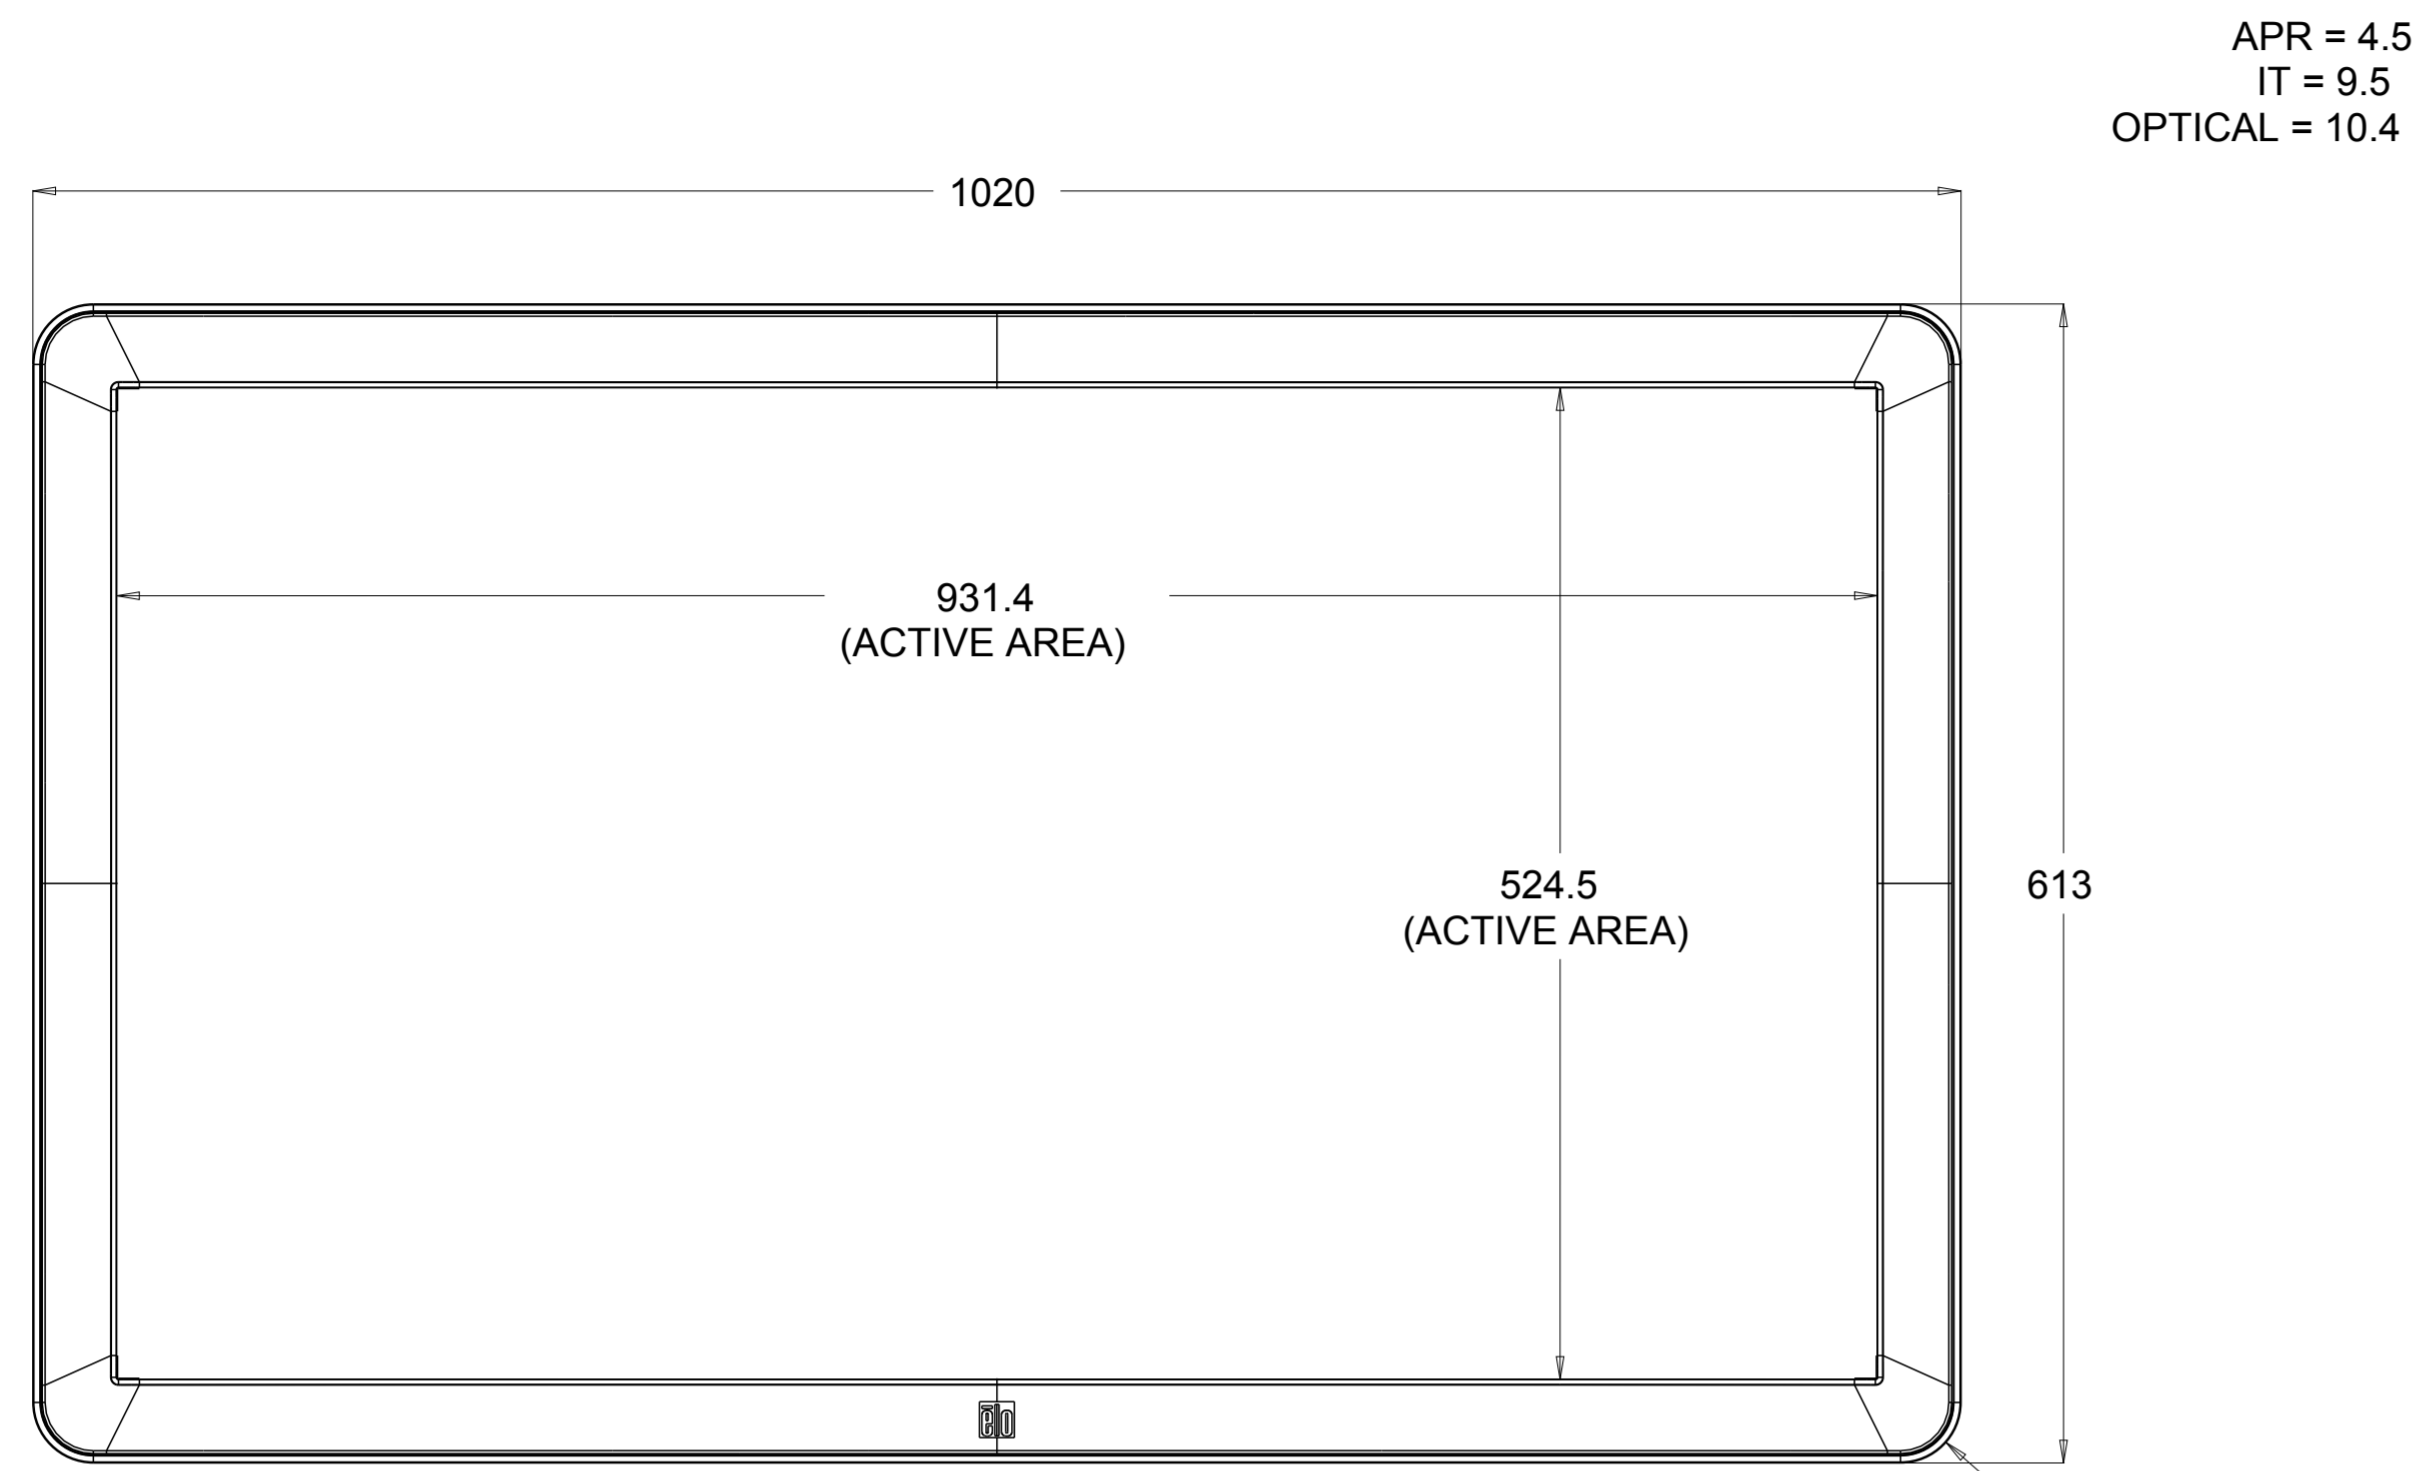 APR = 4.5
IT = 9.5
OPTICAL = 10.4
1020
931.4
(ACTIVE AREA)
524.5
(ACTIVE AREA)
613
ēlo